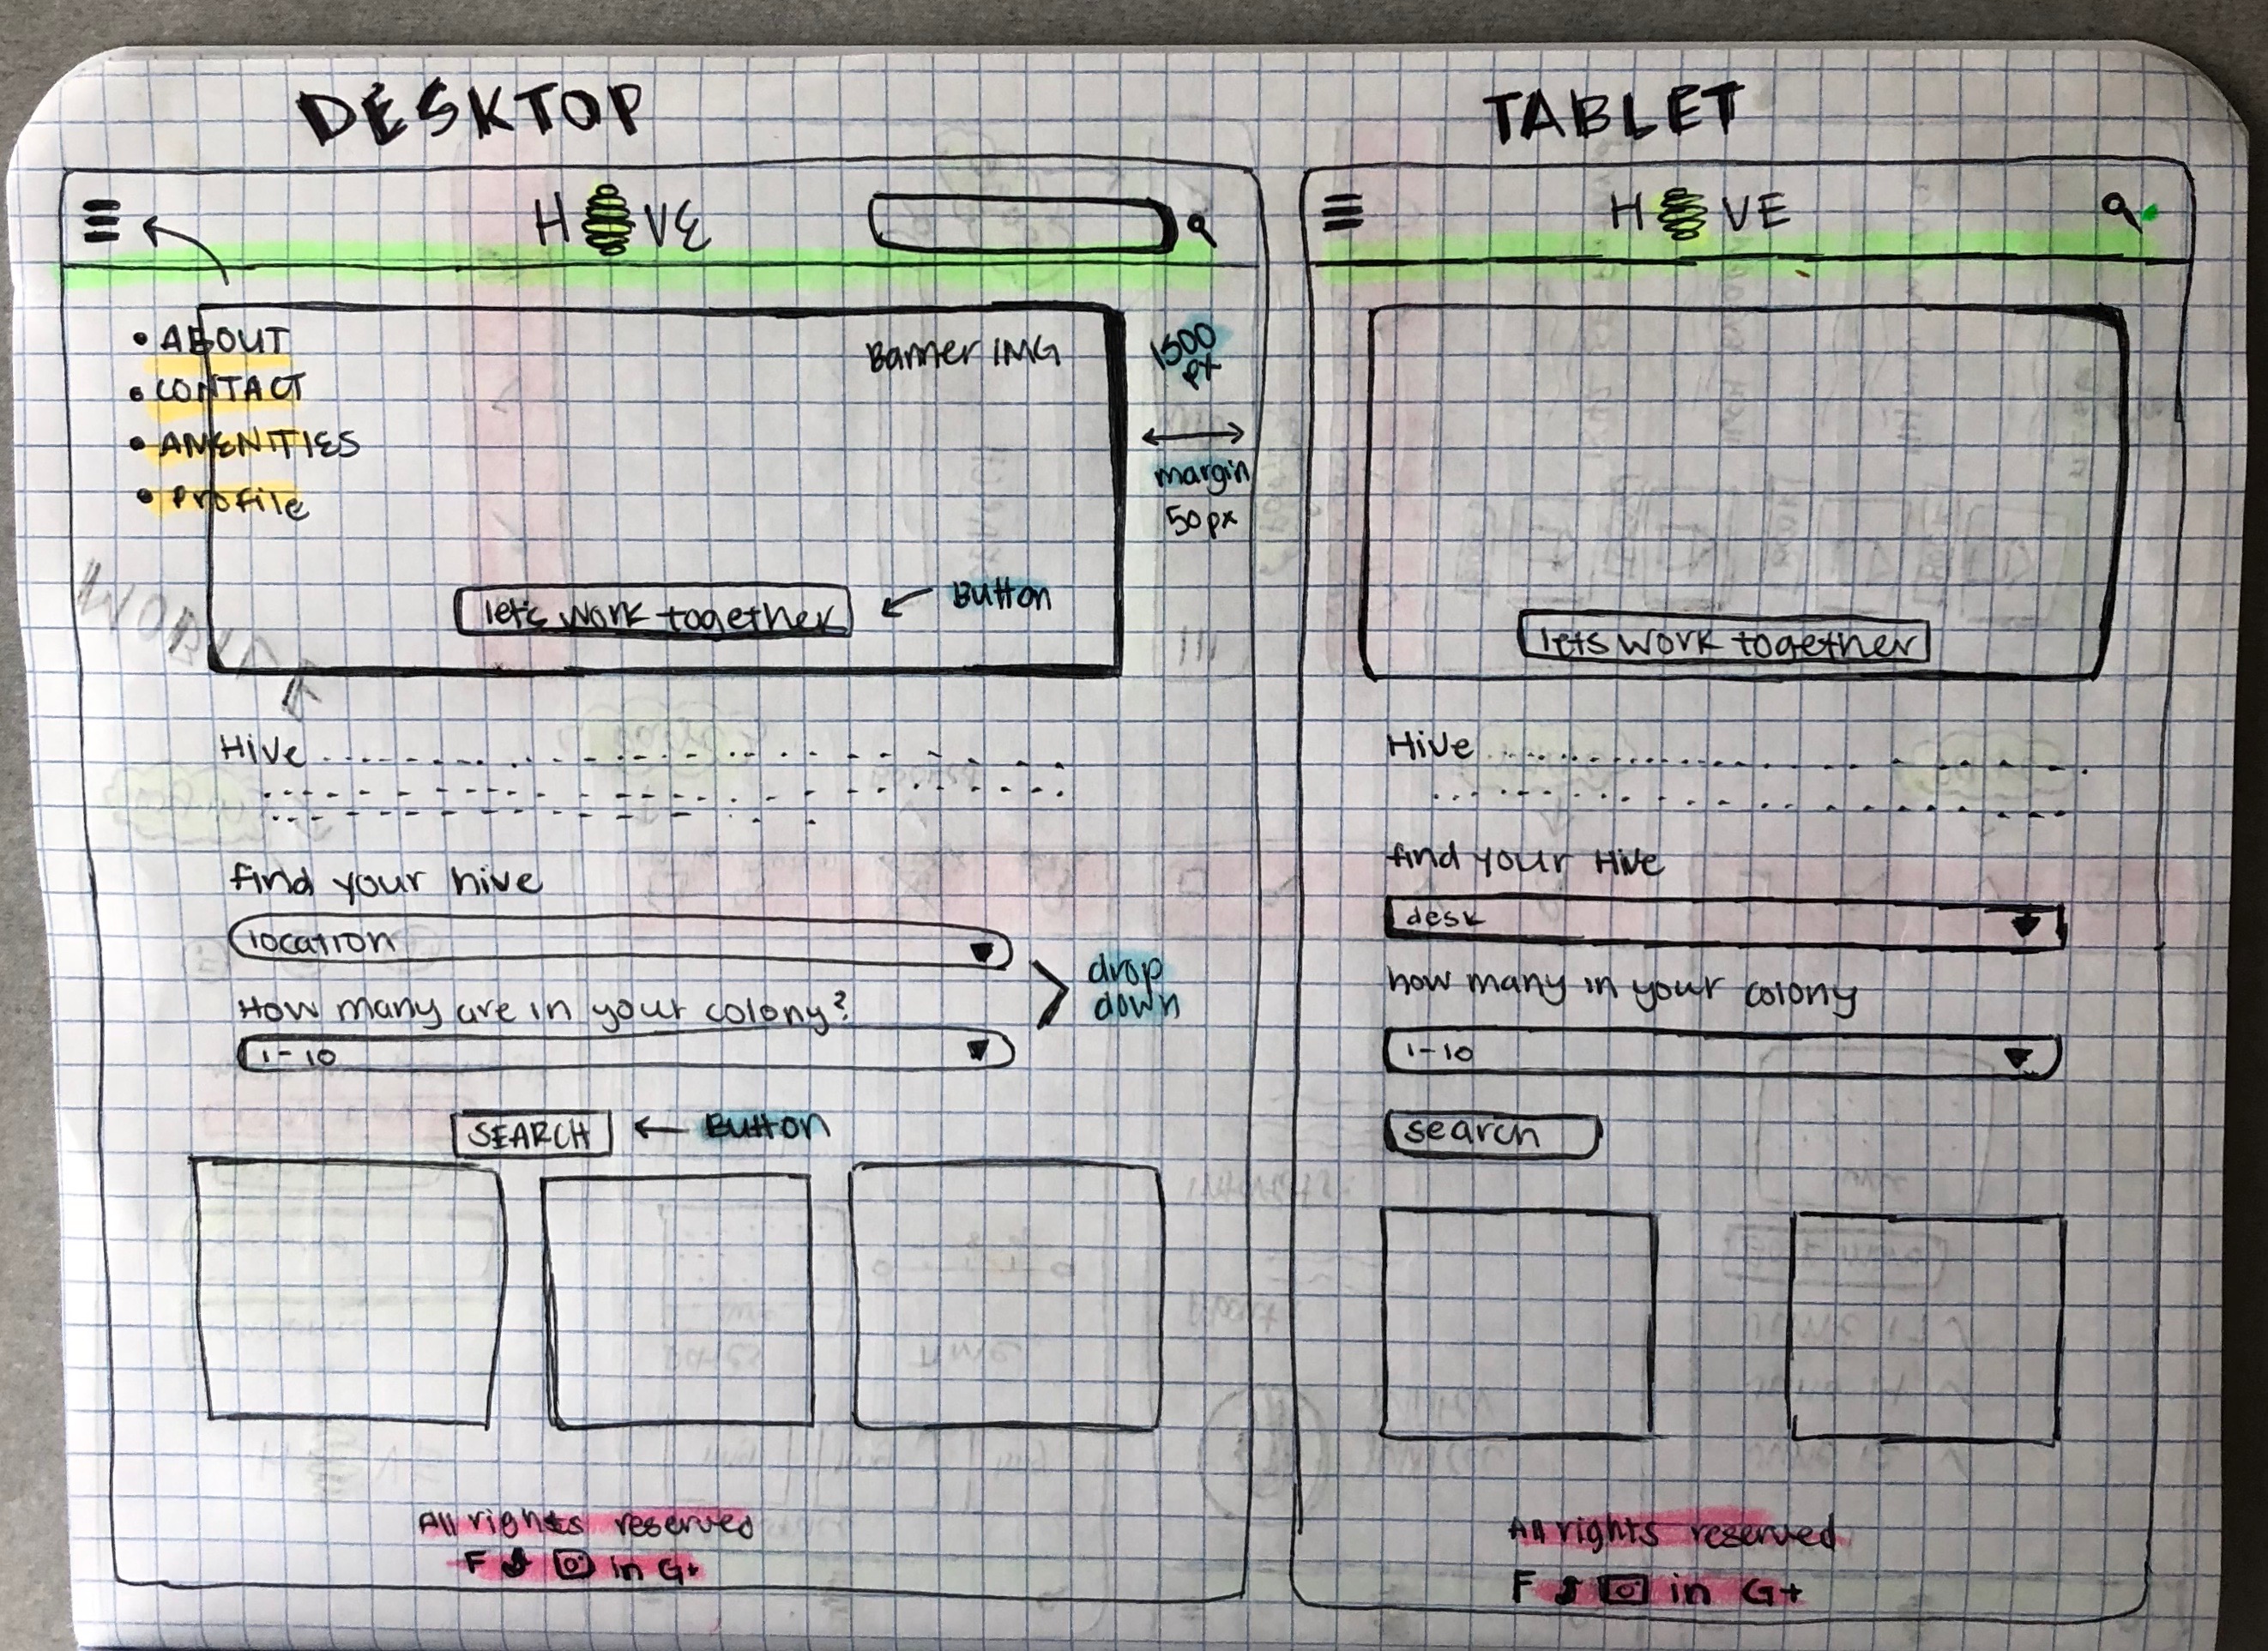 DESKTOP
H VE
• ABOUT
• CONTACT
• AMENITIES
• Profile
Banner IMG
1500
px
margin
50px
let's work together
Button
Hive
find your hive
location
How many are in your colony?
1-10
drop
down
SEARCH
Button
All rights reserved
F in G+
TABLET
H VE
lets work together
Hive
find your Hive
desk
how many in your colony
1-10
search
All rights reserved
F in G+